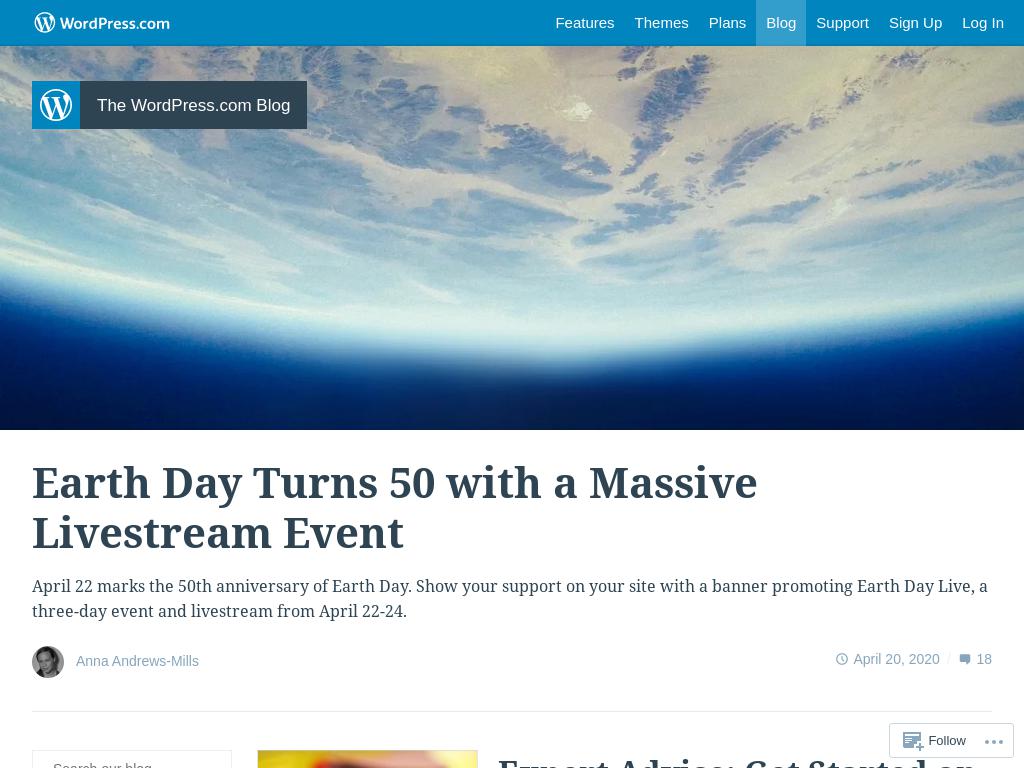 WordPress.com
Features Themes Plans Blog Support Sign Up Log In
The WordPress.com Blog
Earth Day Turns 50 with a Massive
Livestream Event
April 22 marks the 50th anniversary of Earth Day. Show your support on your site with a banner promoting Earth Day Live, a
three-day event and livestream from April 22-24.
Anna Andrews-Mills
April 20, 2020 / 18
Follow
Search our blog
Expert Advice: Get Started on